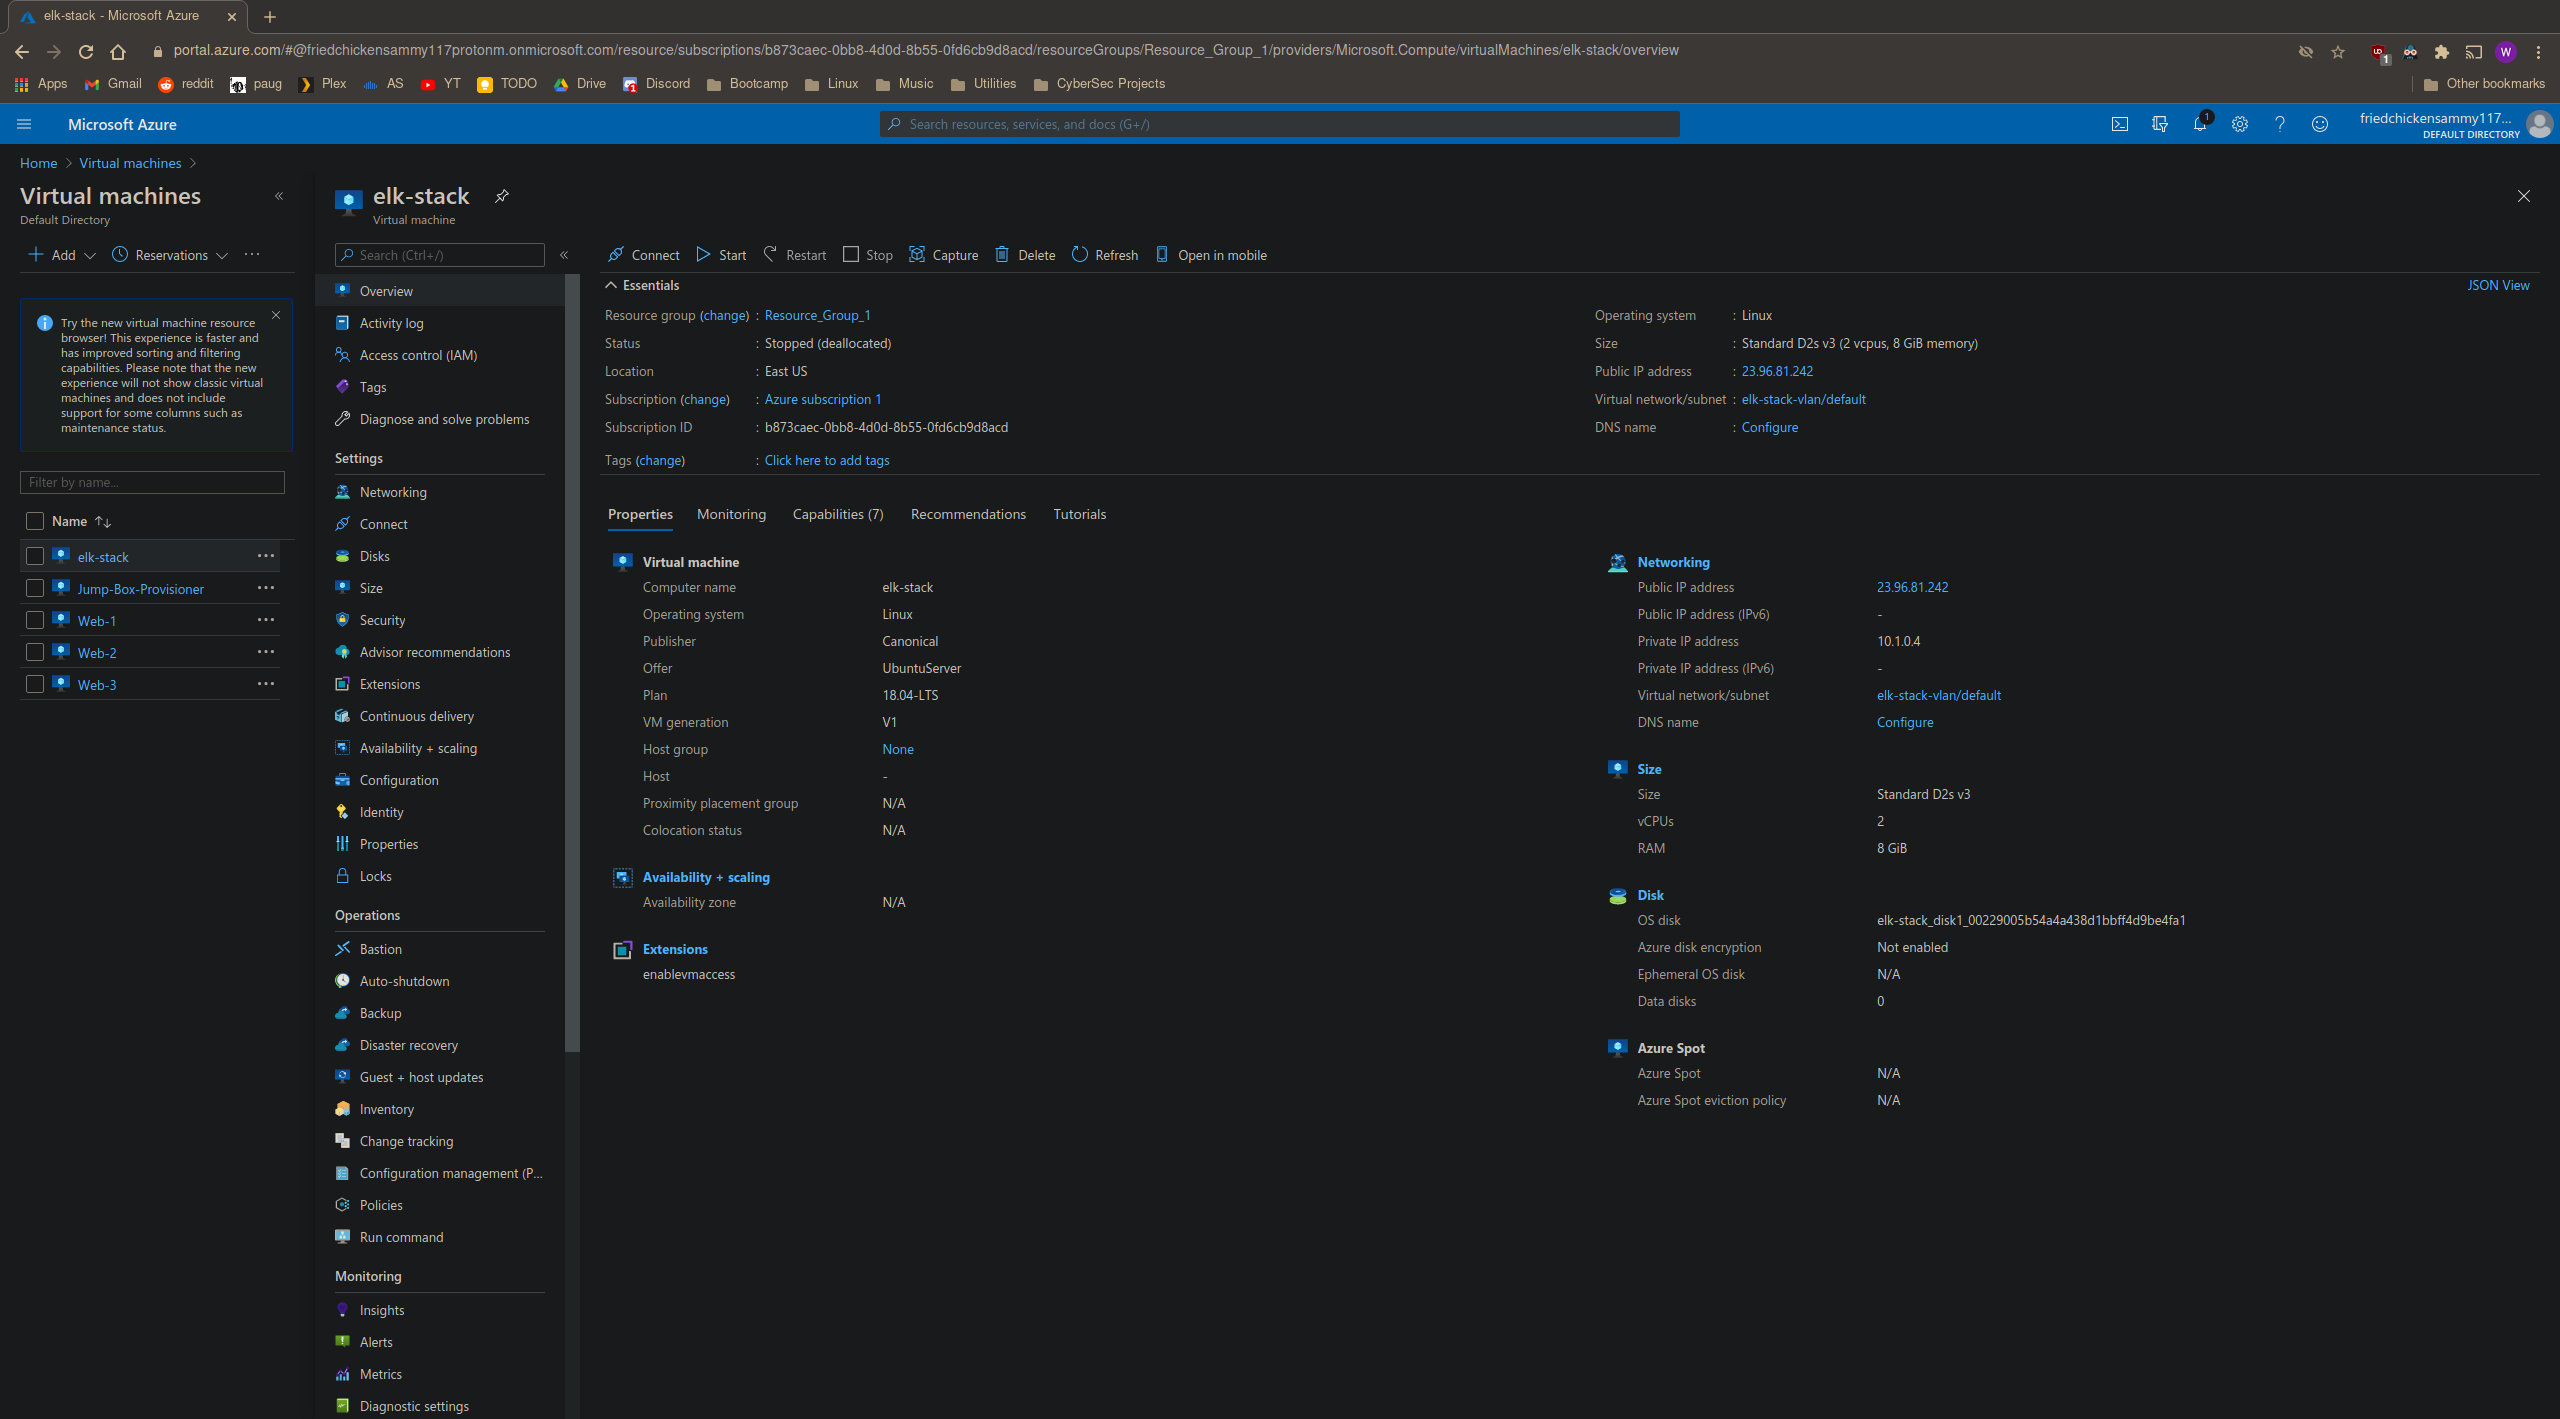 elk-stack - Microsoft Azure
portal.azure.com/#@friedchickensammy117protonm.onmicrosoft.com/resource/subscriptions/b873caec-0bb8-4d0d-8b55-0fd6cb9d8acd/resourceGroups/Resource_Group_1/providers/Microsoft.Compute/virtualMachines/elk-stack/overview
1
W
Apps Gmail reddit paug Plex AS YT TODO Drive Discord Bootcamp Linux Music Utilities CyberSec Projects Other bookmarks
Microsoft Azure
Search resources, services, and docs (G+/)
1
friedchickensammy117...
DEFAULT DIRECTORY
Home > Virtual machines >
Virtual machines
Default Directory
Add Reservations ...
Try the new virtual machine resource
browser! This experience is faster and
has improved sorting and filtering
capabilities. Please note that the new
experience will not show classic virtual
machines and does not include
support for some columns such as
maintenance status.
Filter by name...
Name
elk-stack
Jump-Box-Provisioner
Web-1
Web-2
Web-3
elk-stack
Virtual machine
Search (Ctrl+/)
Overview
Activity log
Access control (IAM)
Tags
Diagnose and solve problems
Settings
Networking
Connect
Disks
Size
Security
Advisor recommendations
Extensions
Continuous delivery
Availability + scaling
Configuration
Identity
Properties
Locks
Operations
Bastion
Auto-shutdown
Backup
Disaster recovery
Guest + host updates
Inventory
Change tracking
Configuration management (P...
Policies
Run command
Monitoring
Insights
Alerts
Metrics
Diagnostic settings
Connect Start Restart Stop Capture Delete Refresh Open in mobile
Essentials
JSON View
Resource group (change) : Resource_Group_1
Status : Stopped (deallocated)
Location : East US
Subscription (change) : Azure subscription 1
Subscription ID : b873caec-0bb8-4d0d-8b55-0fd6cb9d8acd
Tags (change) : Click here to add tags
Operating system : Linux
Size : Standard D2s v3 (2 vcpus, 8 GiB memory)
Public IP address : 23.96.81.242
Virtual network/subnet : elk-stack-vlan/default
DNS name : Configure
Properties Monitoring Capabilities (7) Recommendations Tutorials
Virtual machine
Computer name elk-stack
Operating system Linux
Publisher Canonical
Offer UbuntuServer
Plan 18.04-LTS
VM generation V1
Host group None
Host -
Proximity placement group N/A
Colocation status N/A
Availability + scaling
Availability zone N/A
Extensions
enablevmaccess
Networking
Public IP address 23.96.81.242
Public IP address (IPv6) -
Private IP address 10.1.0.4
Private IP address (IPv6) -
Virtual network/subnet elk-stack-vlan/default
DNS name Configure
Size
Size Standard D2s v3
vCPUs 2
RAM 8 GiB
Disk
OS disk elk-stack_disk1_00229005b54a4a438d1bbff4d9be4fa1
Azure disk encryption Not enabled
Ephemeral OS disk N/A
Data disks 0
Azure Spot
Azure Spot N/A
Azure Spot eviction policy N/A